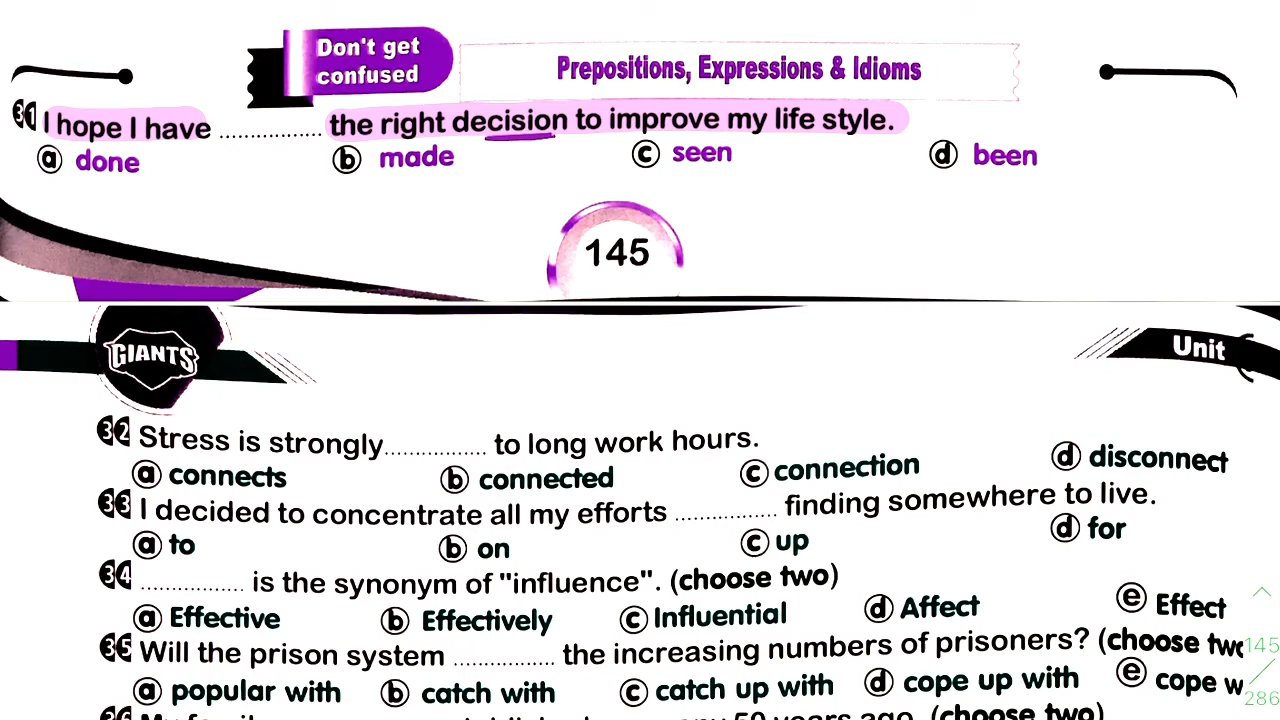 Don't get
confused
Prepositions, Expressions & Idioms
31 I hope I have ................. the right decision to improve my life style.
a done b made c seen d been
145
GIANTS
Unit
32 Stress is strongly................. to long work hours.
a connects b connected c connection d disconnect
33 I decided to concentrate all my efforts ................. finding somewhere to live.
a to b on c up d for
34 ................. is the synonym of "influence". (choose two)
a Effective b Effectively c Influential d Affect e Effect
35 Will the prison system ................. the increasing numbers of prisoners? (choose
a popular with b catch with c catch up with d cope up with e cope
145
286
years ago. (choose two)